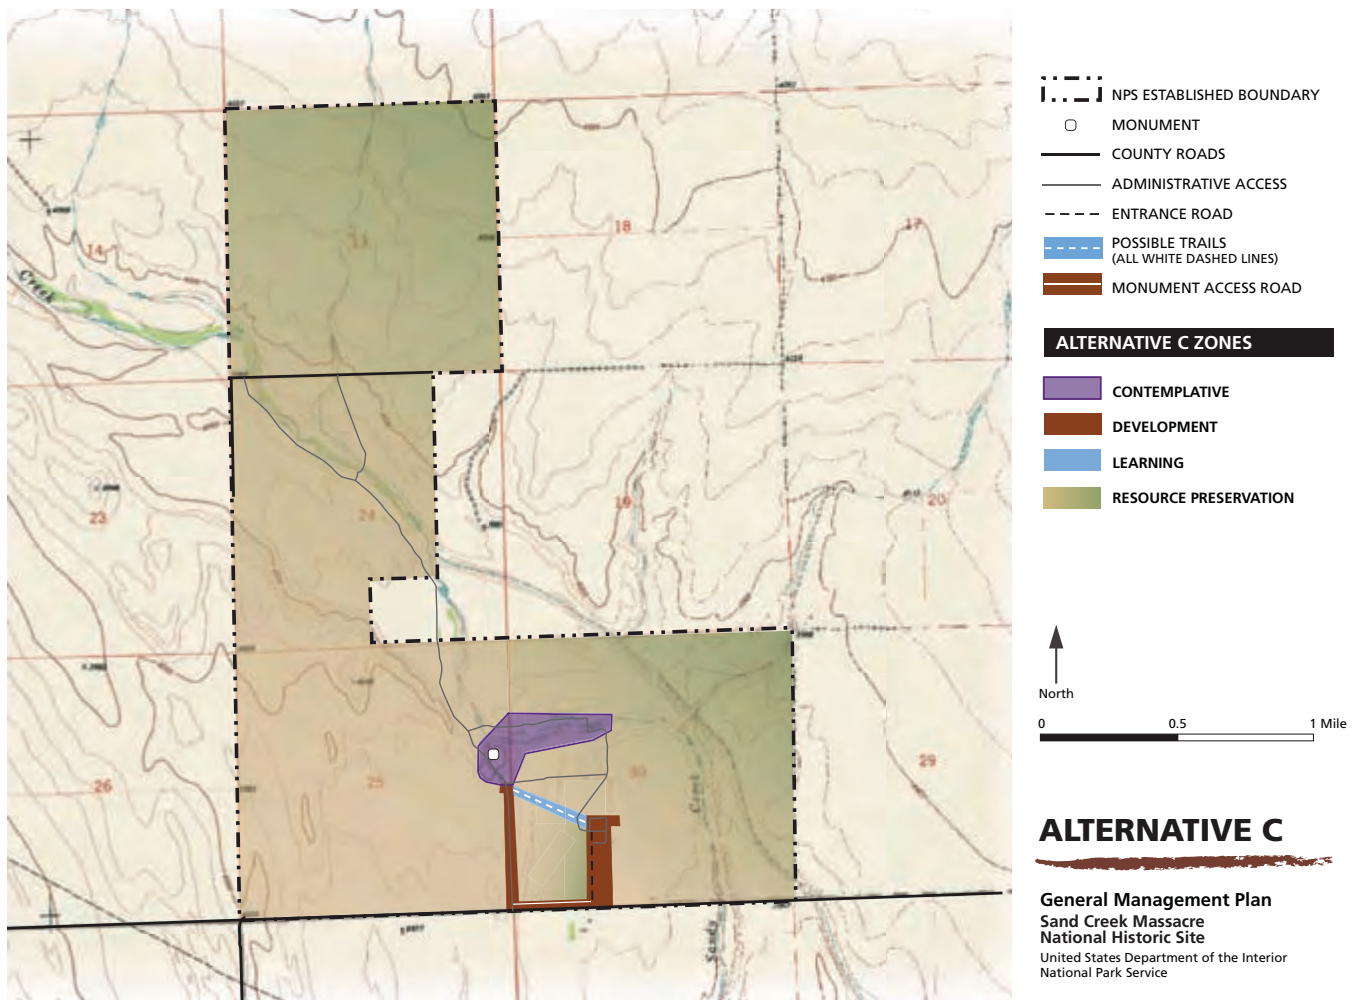 18
17
13
14
Creek
NPS ESTABLISHED BOUNDARY
MONUMENT
COUNTY ROADS
ADMINISTRATIVE ACCESS
ENTRANCE ROAD
POSSIBLE TRAILS
(ALL WHITE DASHED LINES)
MONUMENT ACCESS ROAD
ALTERNATIVE C ZONES
CONTEMPLATIVE
DEVELOPMENT
LEARNING
RESOURCE PRESERVATION
23
24
19
20
26
25
30
29
Creek
Sandy
North
0 0.5 1 Mile
ALTERNATIVE C
General Management Plan
Sand Creek Massacre
National Historic Site
United States Department of the Interior
National Park Service